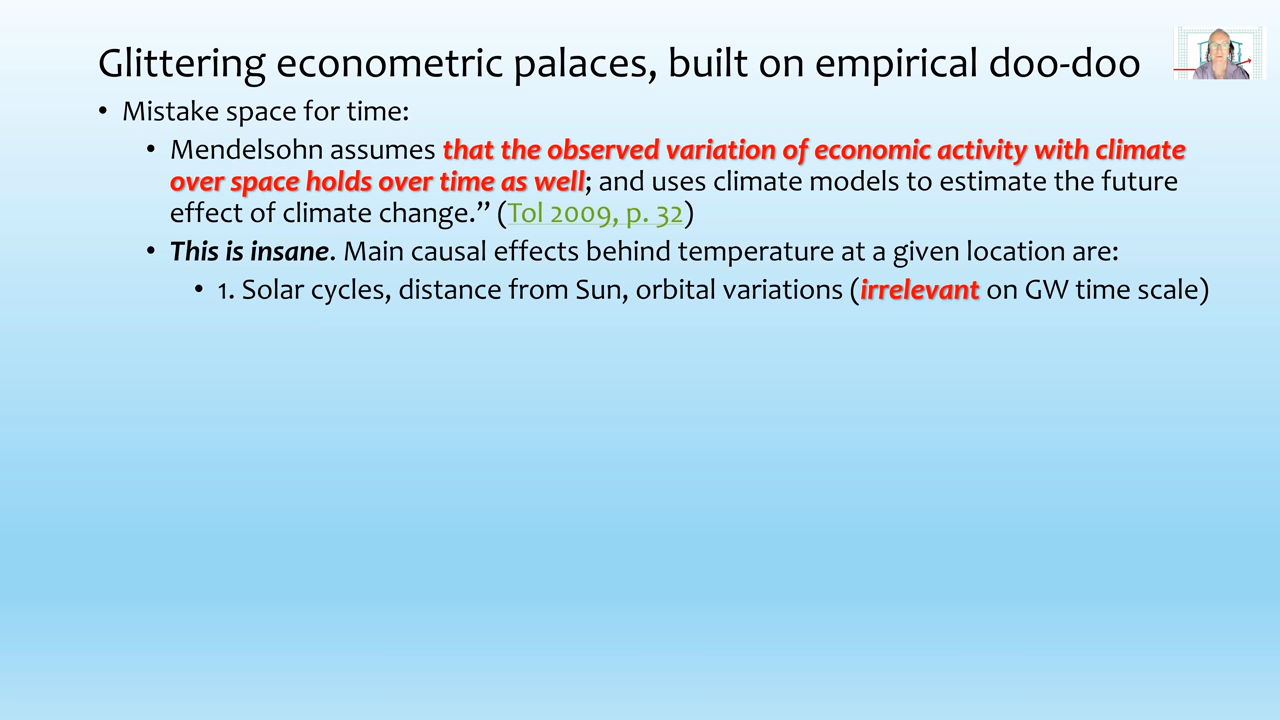 Glittering econometric palaces, built on empirical doo-doo
• Mistake space for time:
• Mendelsohn assumes that the observed variation of economic activity with climate
over space holds over time as well; and uses climate models to estimate the future
effect of climate change.” (Tol 2009, p. 32)
• This is insane. Main causal effects behind temperature at a given location are:
• 1. Solar cycles, distance from Sun, orbital variations (irrelevant on GW time scale)